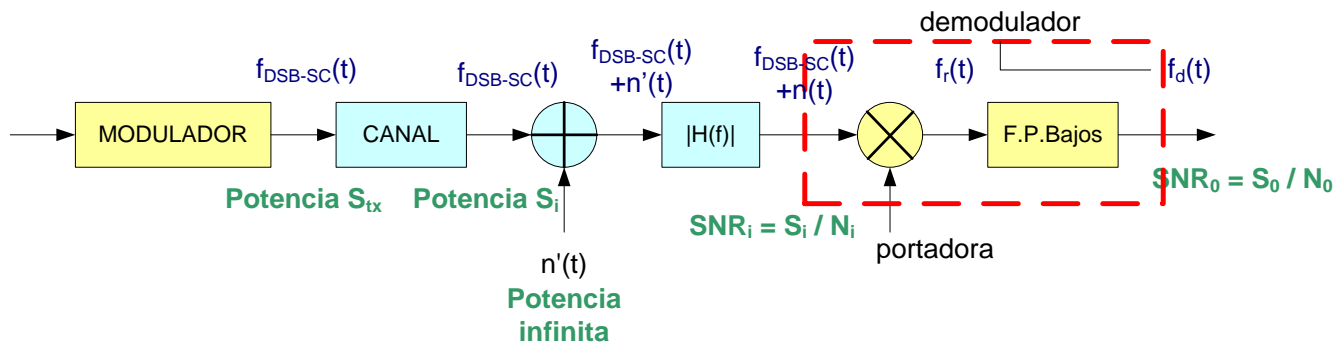 demodulador
f_DSB-SC(t)
f_DSB-SC(t)
f_DSB-SC(t)
+n'(t)
f_DSB-SC(t)
+n(t)
f_r(t)
f_d(t)
MODULADOR
CANAL
|H(f)|
F.P.Bajos
Potencia S_tx
Potencia S_i
SNR_i = S_i / N_i
SNR_0 = S_0 / N_0
portadora
n'(t)
Potencia
infinita